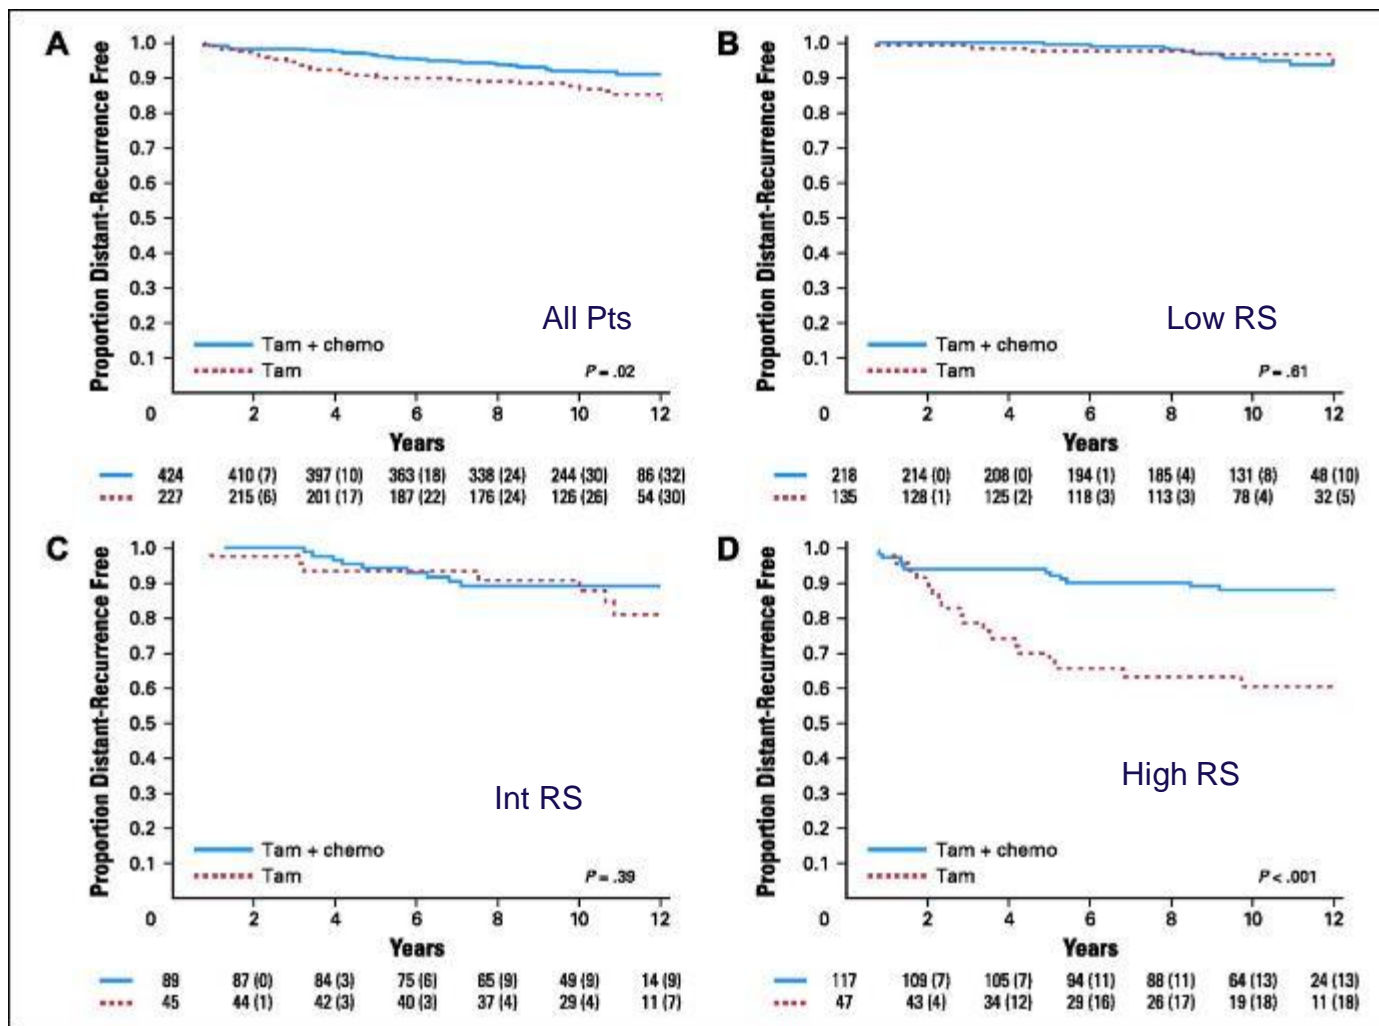 A
Proportion Distant-Recurrence Free
1.0
0.9
0.8
0.7
0.6
0.5
0.4
0.3
0.2
0.1
All Pts
Tam + chemo
Tam
P = .02
0 2 4 6 8 10 12
Years
424 410 (7) 397 (10) 363 (18) 338 (24) 244 (30) 86 (32)
227 215 (6) 201 (17) 187 (22) 176 (24) 126 (26) 54 (30)
B
Proportion Distant-Recurrence Free
1.0
0.9
0.8
0.7
0.6
0.5
0.4
0.3
0.2
0.1
Low RS
Tam + chemo
Tam
P = .61
0 2 4 6 8 10 12
Years
218 214 (0) 208 (0) 194 (1) 185 (4) 131 (8) 48 (10)
135 128 (1) 125 (2) 118 (3) 113 (3) 78 (4) 32 (5)
C
Proportion Distant-Recurrence Free
1.0
0.9
0.8
0.7
0.6
0.5
0.4
0.3
0.2
0.1
Int RS
Tam + chemo
Tam
P = .39
0 2 4 6 8 10 12
Years
89 87 (0) 84 (3) 75 (6) 65 (9) 49 (9) 14 (9)
45 44 (1) 42 (3) 40 (3) 37 (4) 29 (4) 11 (7)
D
Proportion Distant-Recurrence Free
1.0
0.9
0.8
0.7
0.6
0.5
0.4
0.3
0.2
0.1
High RS
Tam + chemo
Tam
P < .001
0 2 4 6 8 10 12
Years
117 109 (7) 105 (7) 94 (11) 88 (11) 64 (13) 24 (13)
47 43 (4) 34 (12) 29 (16) 26 (17) 19 (18) 11 (18)